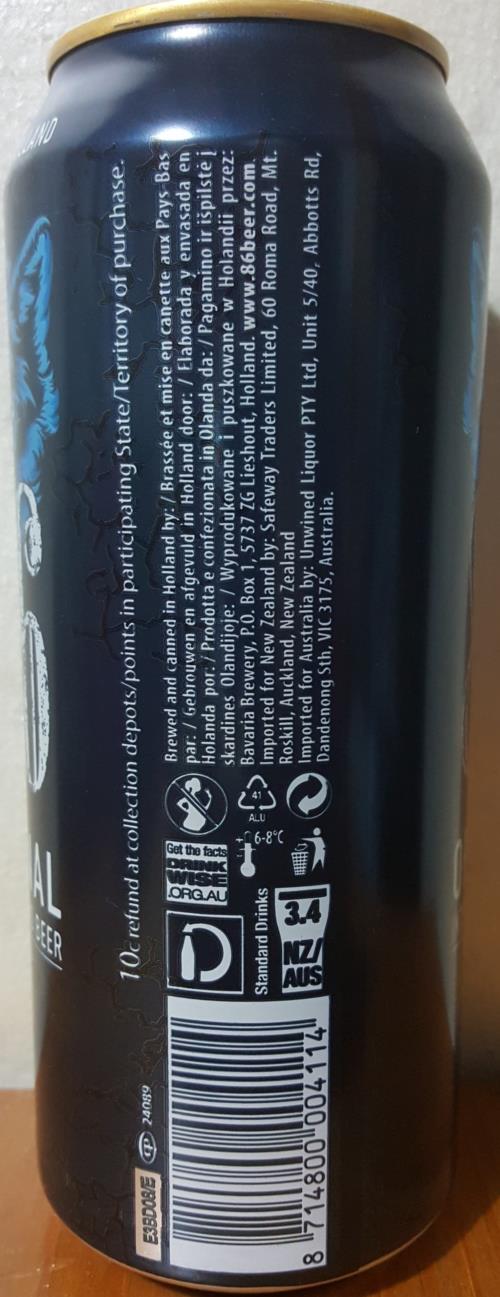 10c refund at collection depots/points in participating State/Territory of purchase.
Brewed and canned in Holland by: / Brassée et mise en canette aux Pays-Bas
par: / Gebrouwen en afgevuld in Holland door: / Elaborada y envasada en
Holanda por: / Prodotta e confezionata in Olanda da: / Pagamino ir išpilstė į
skardines Olandijoje: / Wyprodukowane i puszkowane w Holandii przez:
Bavaria Brewery, P.O. Box 1, 5737 ZG Lieshout, Holland. www.86beer.com
Imported for New Zealand by: Safeway Traders Limited, 60 Roma Road, Mt.
Roskill, Auckland, New Zealand
Imported for Australia by: Unwined Liquor PTY Ltd, Unit 5/40, Abbotts Rd,
Dandenong Sth, VIC 3175, Australia.
41
ALU
6-8°C
Get the facts
DRINK
WISE
.ORG.AU
Standard Drinks
3.4
NZ/
AUS
8 714800 004114
24089
E3BD08/E
LAND
AL
BEER